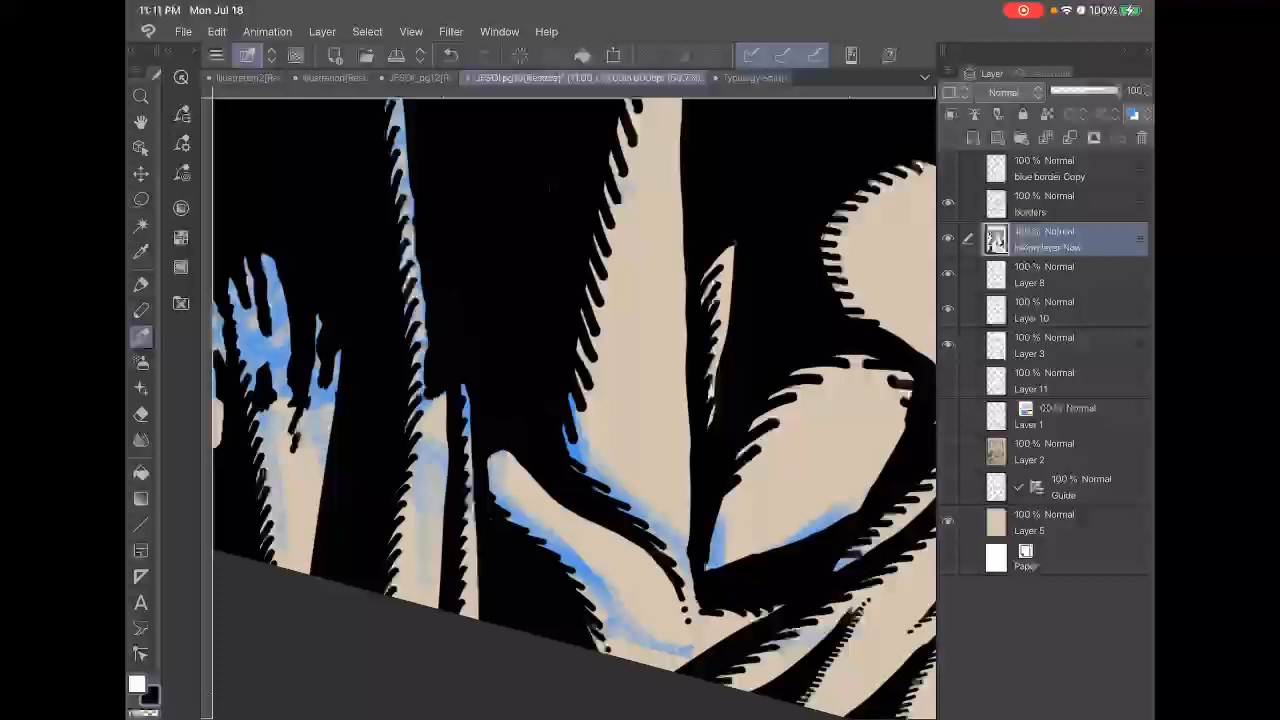 11:11 PM Mon Jul 18
100%
File Edit Animation Layer Select View Filter Window Help
Layer
Normal
100
100 % Normal
blue border Copy
100 % Normal
borders
100 % Normal
100 % Normal
Layer 8
100 % Normal
Layer 10
100 % Normal
Layer 3
100 % Normal
Layer 11
Normal
Layer 1
100 % Normal
Layer 2
100 % Normal
Guide
100 % Normal
Layer 5
Paper